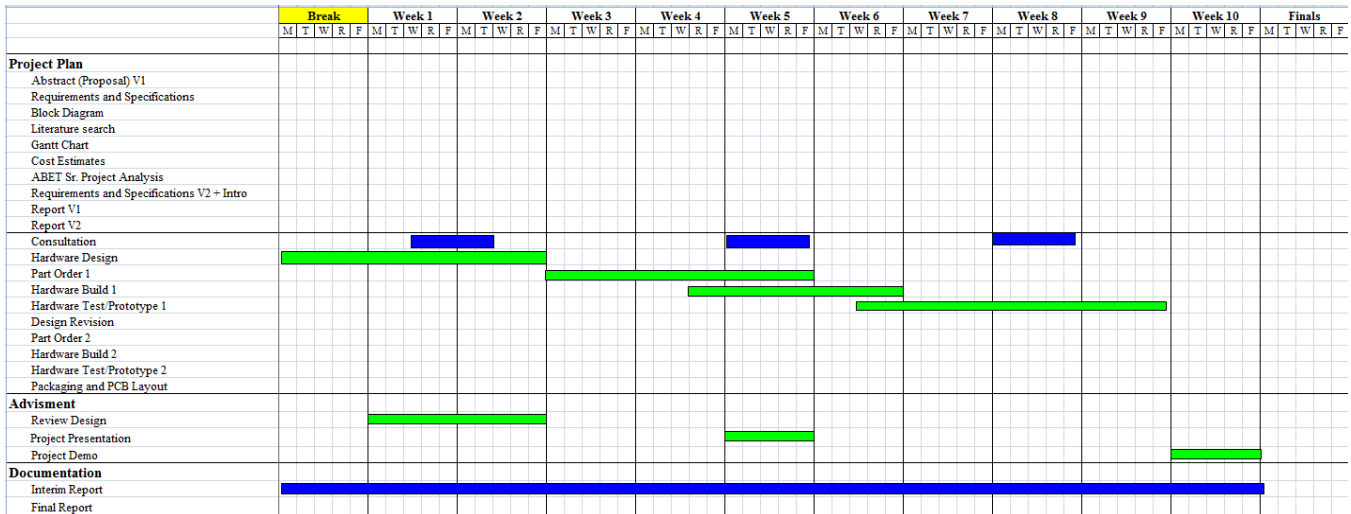 Break Week 1 Week 2 Week 3 Week 4 Week 5 Week 6 Week 7 Week 8 Week 9 Week 10 Finals
M T W R F M T W R F M T W R F M T W R F M T W R F M T W R F M T W R F M T W R F M T W R F M T W R F M T W R F M T W R F
Project Plan
Abstract (Proposal) V1
Requirements and Specifications
Block Diagram
Literature search
Gantt Chart
Cost Estimates
ABET Sr. Project Analysis
Requirements and Specifications V2 + Intro
Report V1
Report V2
Consultation
Hardware Design
Part Order 1
Hardware Build 1
Hardware Test/Prototype 1
Design Revision
Part Order 2
Hardware Build 2
Hardware Test/Prototype 2
Packaging and PCB Layout
Advisment
Review Design
Project Presentation
Project Demo
Documentation
Interim Report
Final Report